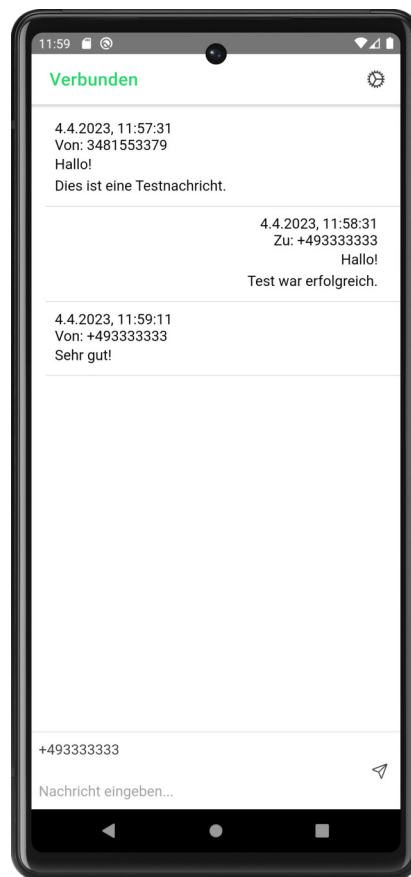 11:59
Verbunden
4.4.2023, 11:57:31
Von: 3481553379
Hallo!
Dies ist eine Testnachricht.
4.4.2023, 11:58:31
Zu: +493333333
Hallo!
Test war erfolgreich.
4.4.2023, 11:59:11
Von: +493333333
Sehr gut!
+493333333
Nachricht eingeben...